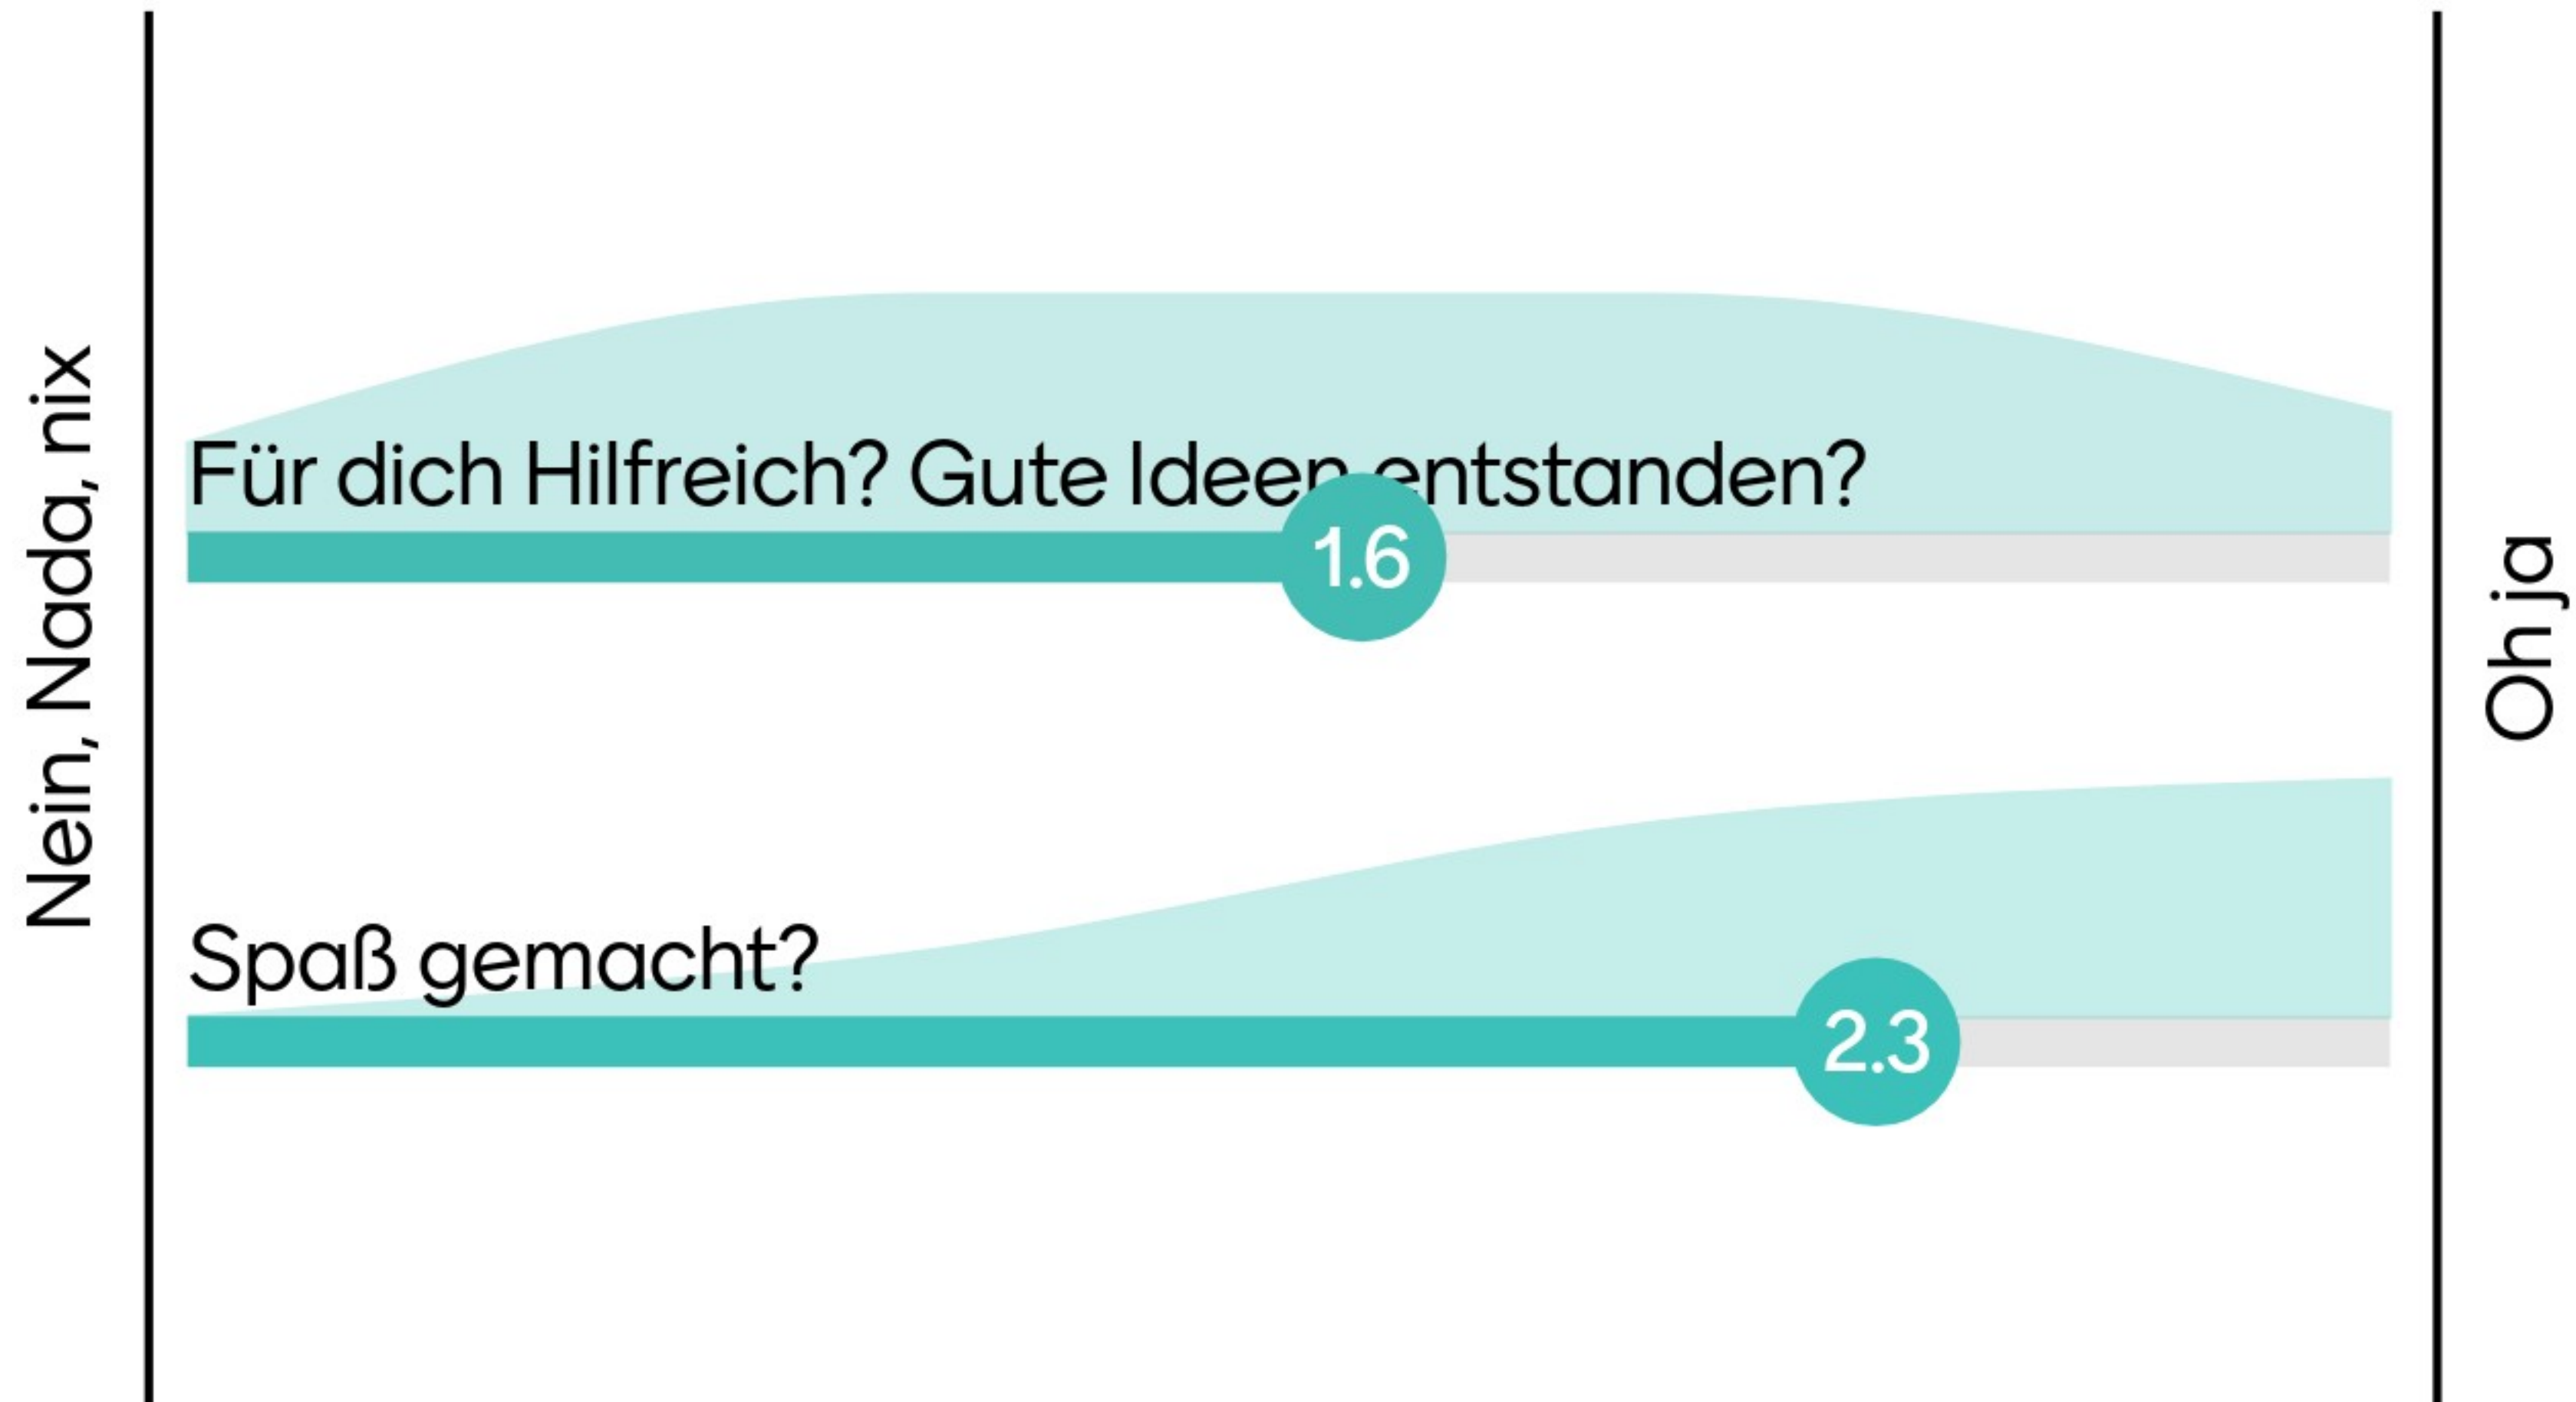 Nein, Nada, nix
Für dich Hilfreich? Gute Ideen entstanden?
1.6
Spaß gemacht?
2.3
Oh ja